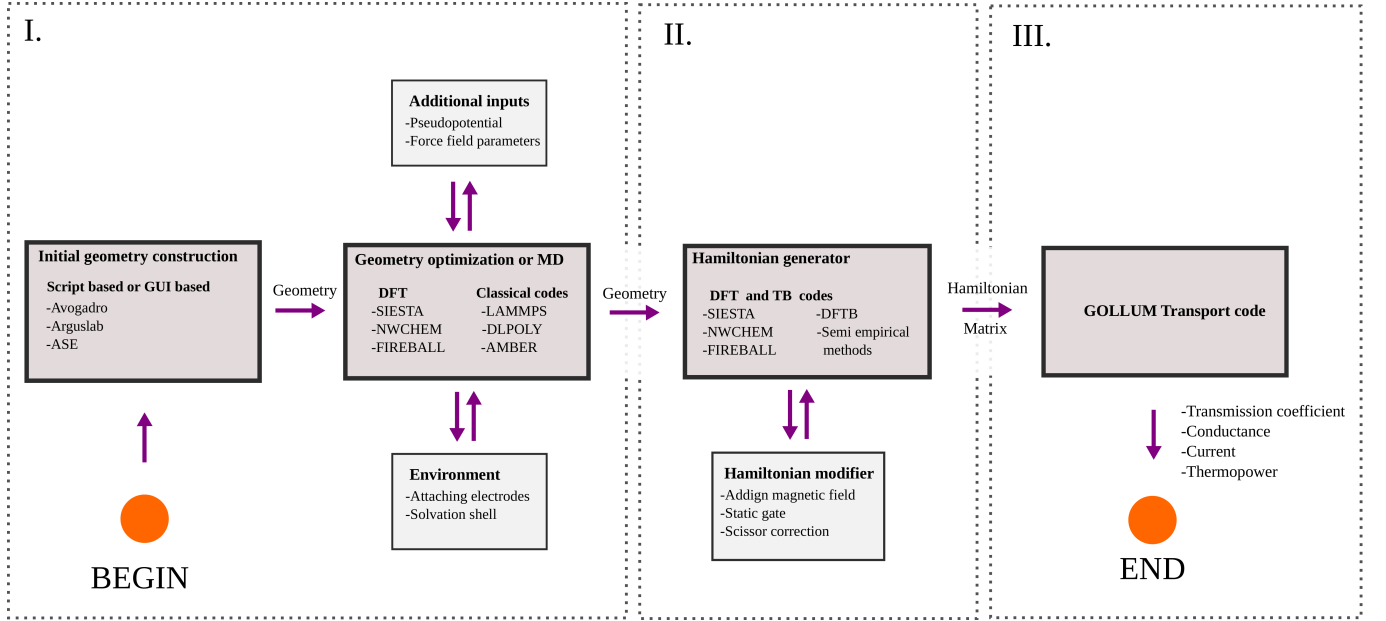 I.
Additional inputs
-Pseudopotential
-Force field parameters
Initial geometry construction
Script based or GUI based
-Avogadro
-Arguslab
-ASE
Geometry
Geometry optimization or MD
DFT
-SIESTA
-NWCHEM
-FIREBALL
Classical codes
-LAMMPS
-DLPOLY
-AMBER
Environment
-Attaching electrodes
-Solvation shell
BEGIN
Geometry
II.
Hamiltonian generator
DFT and TB codes
-SIESTA
-NWCHEM
-FIREBALL
-DFTB
-Semi empirical
methods
Hamiltonian modifier
-Addign magnetic field
-Static gate
-Scissor correction
Hamiltonian
Matrix
III.
GOLLUM Transport code
-Transmission coefficient
-Conductance
-Current
-Thermopower
END